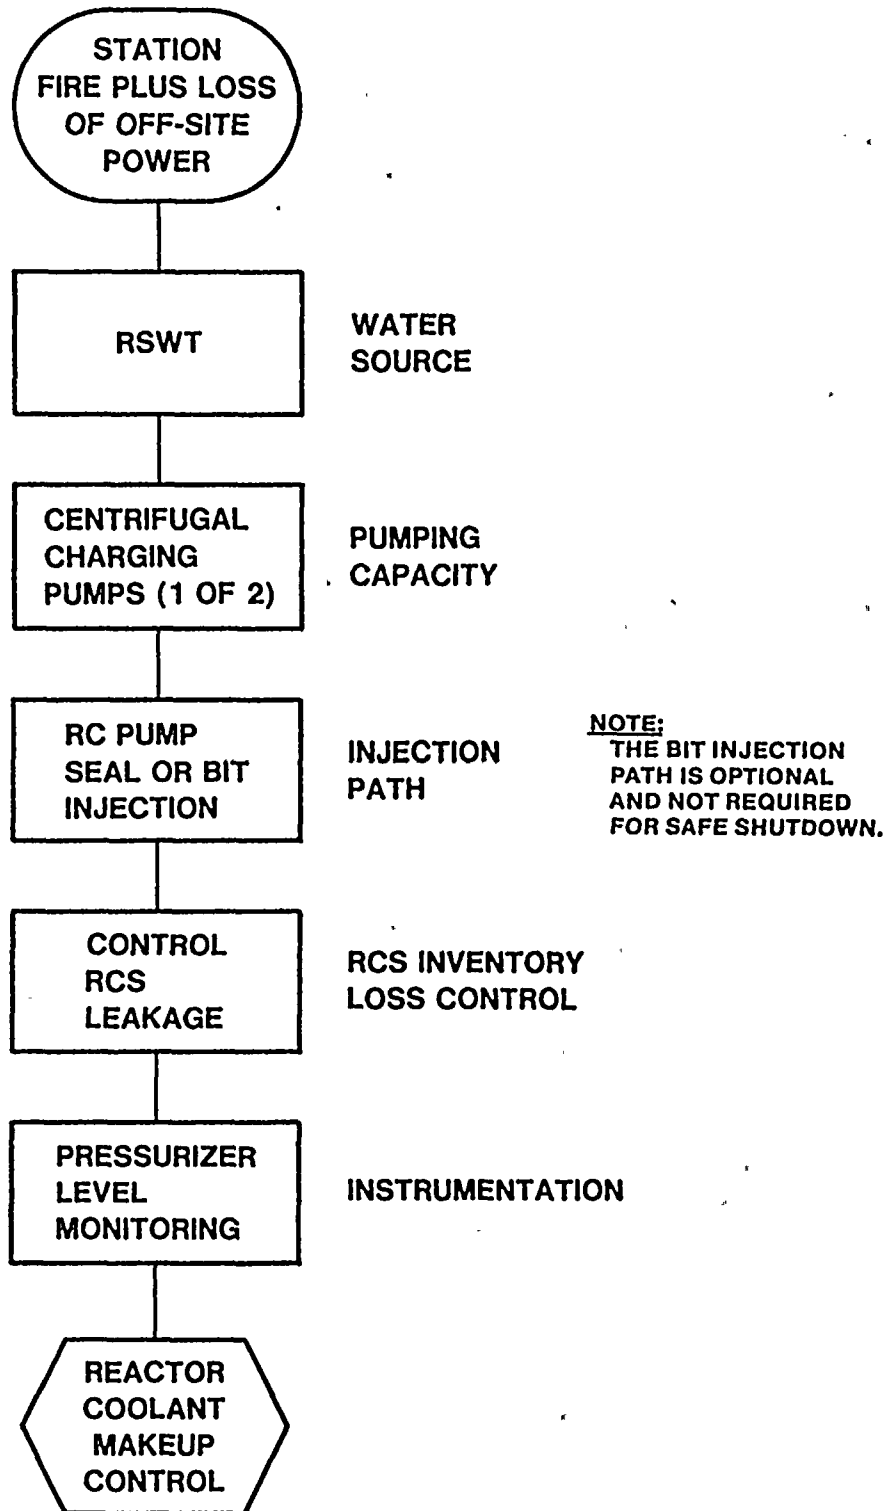 STATION
FIRE PLUS LOSS
OF OFF-SITE
POWER
RSWT
WATER
SOURCE
CENTRIFUGAL
CHARGING
PUMPS (1 OF 2)
PUMPING
CAPACITY
RC PUMP
SEAL OR BIT
INJECTION
INJECTION
PATH
NOTE:
THE BIT INJECTION
PATH IS OPTIONAL
AND NOT REQUIRED
FOR SAFE SHUTDOWN.
CONTROL
RCS
LEAKAGE
RCS INVENTORY
LOSS CONTROL
PRESSURIZER
LEVEL
MONITORING
INSTRUMENTATION
REACTOR
COOLANT
MAKEUP
CONTROL